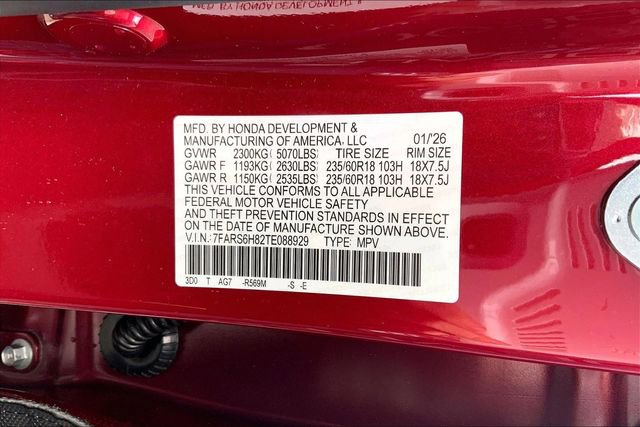 MFD. BY HONDA DEVELOPMENT &
MANUFACTURING OF AMERICA, LLC 01/'26
GVWR 2300KG( 5070LBS) TIRE SIZE RIM SIZE
GAWR F 1193KG( 2630LBS) 235/60R18 103H 18X7.5J
GAWR R 1150KG( 2535LBS) 235/60R18 103H 18X7.5J
THIS VEHICLE CONFORMS TO ALL APPLICABLE
FEDERAL MOTOR VEHICLE SAFETY
AND THEFT PREVENTION STANDARDS IN EFFECT
ON THE DATE OF MANUFACTURE SHOWN ABOVE.
V.I.N.: 7FARS6H82TE088929 TYPE: MPV
3D0 T AG7 -R569M -S -E